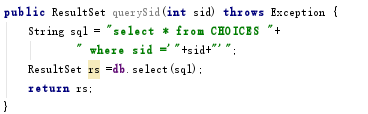 public ResultSet querySid(int sid) throws Exception {
String sql = "select * from CHOICES "+
" where sid ='"+sid+"'";
ResultSet rs =db.select(sql);
return rs;
}